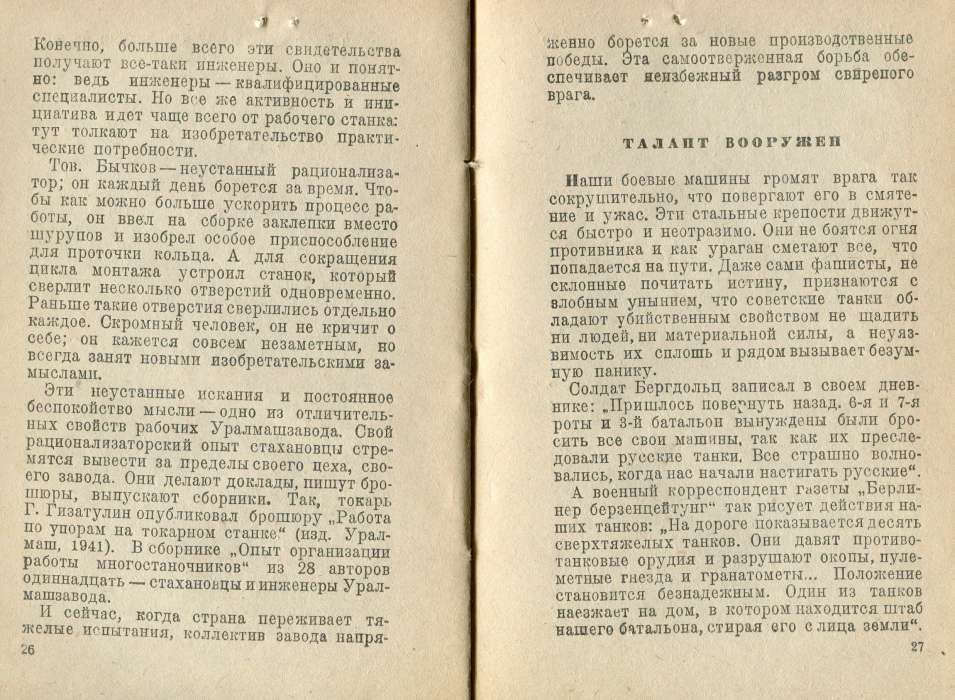 Конечно, больше всего эти свидетельства
получают все-таки инженеры. Оно и понят-
но: ведь инженеры — квалифицированные
специалисты. Но все же активность и ини-
циатива идет чаще всего от рабочего станка:
тут толкают на изобретательство практи-
ческие потребности.
Тов. Бычков — неустанный рационализа-
тор; он каждый день борется за время. Что-
бы как можно больше ускорить процесс ра-
боты, он ввел на сборке заклепки вместо
шурупов и изобрел особое приспособление
для проточки кольца. А для сокращения
цикла монтажа устроил станок, который
сверлит несколько отверстий одновременно.
Раньше такие отверстия сверлились отдельно
каждое. Скромный человек, он не кричит о
себе; он кажется совсем незаметным, но
всегда занят новыми изобретательскими за-
мыслами.
Эти неустанные искания и постоянное
беспокойство мысли — одно из отличитель-
ных свойств рабочих Уралмашзавода. Свой
рационализаторский опыт стахановцы стре-
мятся вывести за пределы своего цеха, сво-
его завода. Они делают доклады, пишут бро-
шюры, выпускают сборники. Так, токарь
Г. Гизатулин опубликовал брошюру „Работа
по упорам на токарном станке“ (изд. Урал-
маш, 1941). В сборнике „Опыт организации
работы многостаночников“ из 28 авторов
одиннадцать — стахановцы и инженеры Урал-
машзавода.
И сейчас, когда страна переживает тя-
желые испытания, коллектив завода напря-
26
женно борется за новые производственные
победы. Эта самоотверженная борьба обе-
спечивает неизбежный разгром свирепого
врага.
ТАЛАНТ ВООРУЖЕН
Наши боевые машины громят врага так
сокрушительно, что повергают его в смяте-
ние и ужас. Эти стальные крепости движут-
ся быстро и неотразимо. Они не боятся огня
противника и как ураган сметают все, что
попадается на пути. Даже сами фашисты, не
склонные почитать истину, признаются с
злобным унынием, что советские танки об-
ладают убийственным свойством не щадить
ни людей, ни материальной силы, а неуяз-
вимость их сплошь и рядом вызывает безум-
ную панику.
Солдат Бергдольц записал в своем днев-
нике: „Пришлось повернуть назад. 6-я и 7-я
роты и 3-й батальон вынуждены были бро-
сить все свои машины, так как их пресле-
довали русские танки. Все страшно волно-
вались, когда нас начали настигать русские“.
А военный корреспондент газеты „Берли-
нер берзенцейтунг“ так рисует действия на-
ших танков: „На дороге показывается десять
сверхтяжелых танков. Они давят противо-
танковые орудия и разрушают окопы, пуле-
метные гнезда и гранатометы... Положение
становится безнадежным. Один из танков
наезжает на дом, в котором находится штаб
нашего батальона, стирая его с лица земли“.
27